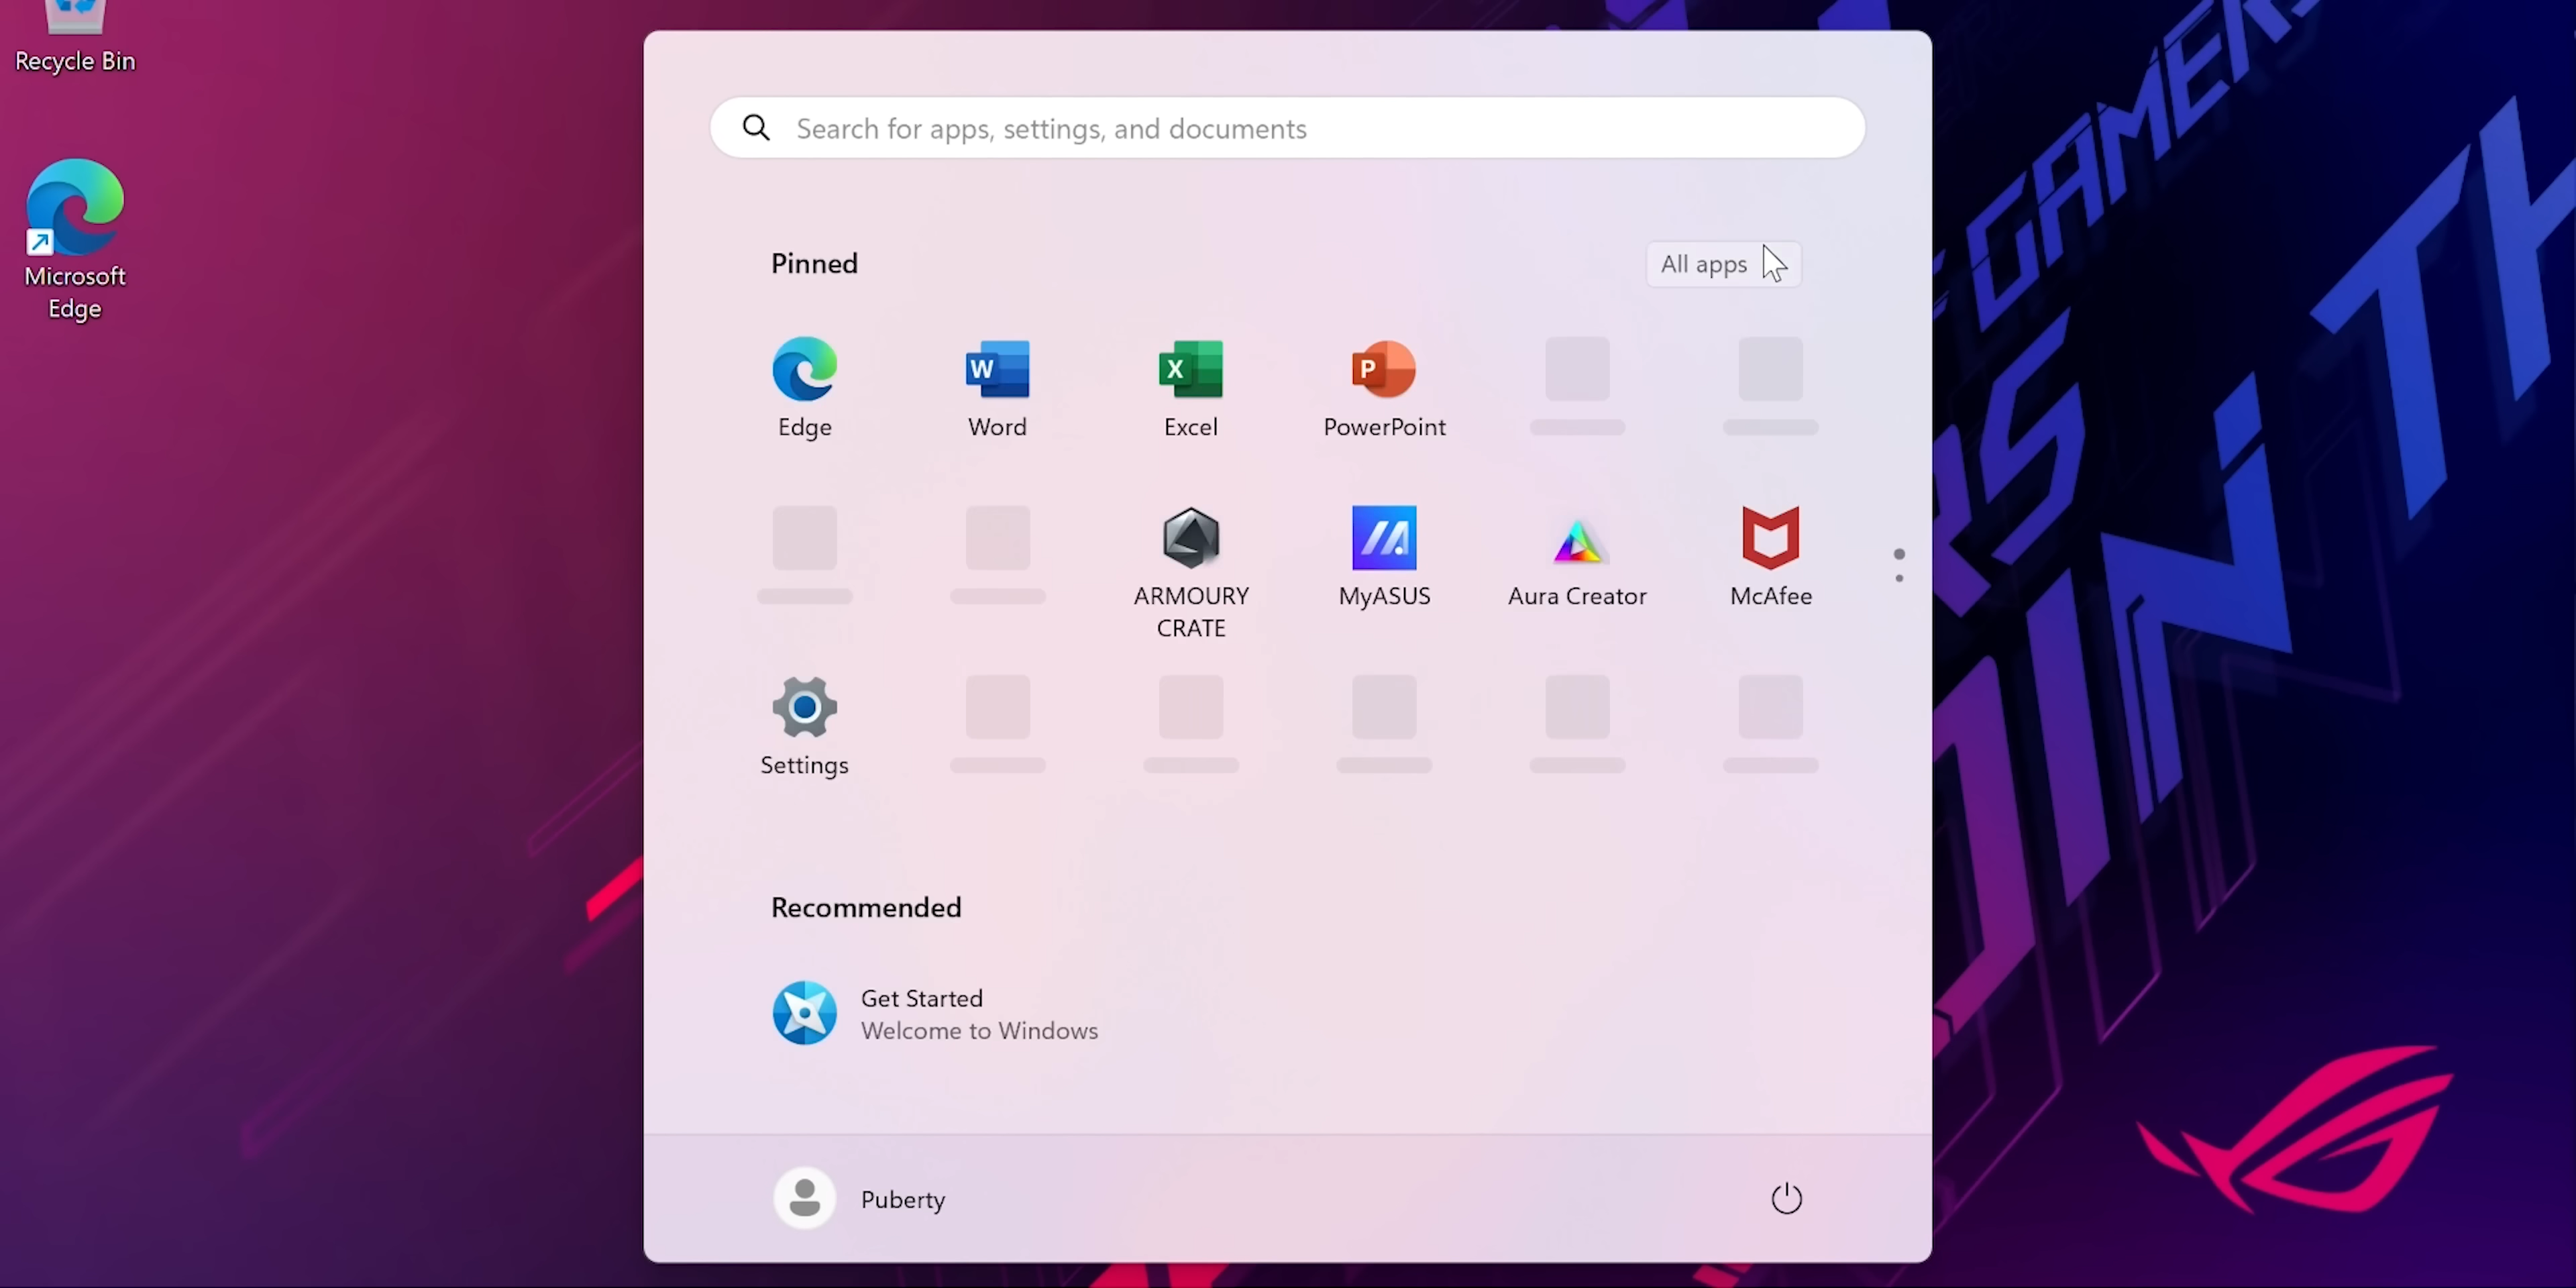 Recycle Bin
Microsoft
Edge
Search for apps, settings, and documents
Pinned
All apps
Edge
Word
Excel
PowerPoint
ARMOURY
CRATE
MyASUS
Aura Creator
McAfee
Settings
Recommended
Get Started
Welcome to Windows
Puberty
GAMERS